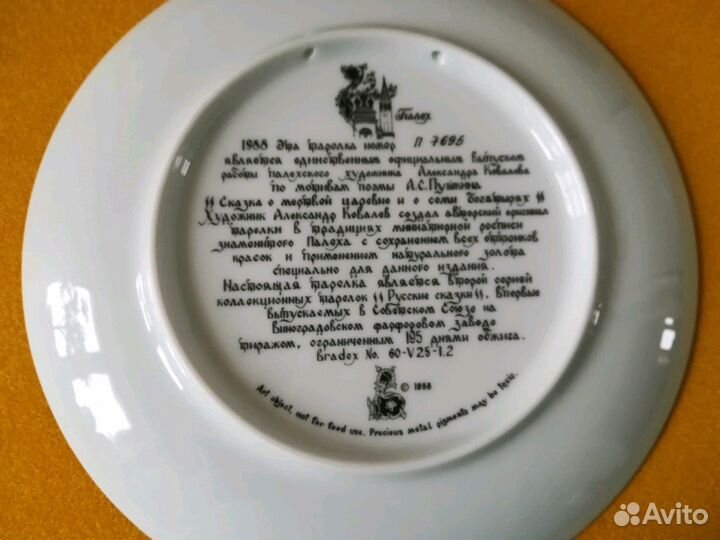 Палех
1988 Эта тарелка номер П 7695
является единственным официальным выпуском
работы палехского художника Александра Ковалева
по мотивам поэмы А.С.Пушкина
"Сказка о мертвой царевне и о семи богатырях"
Художник Александр Ковалев создал авторский оригинал
тарелки в традициях миниатюрной росписи
знаменитого Палеха с сохранением всех оттенков
красок и применением натурального золота
специально для данного издания.
Настоящая тарелка является второй серией
коллекционных тарелок "Русские сказки", впервые
выпускаемых в Советском Союзе на
Виноградовском фарфоровом заводе
тиражом, ограниченным 195 днями обжига.
Bradex No. 60-V25-1.2
© 1988
Art object, not for food use. Precious metal pigments may be toxic.
Avito